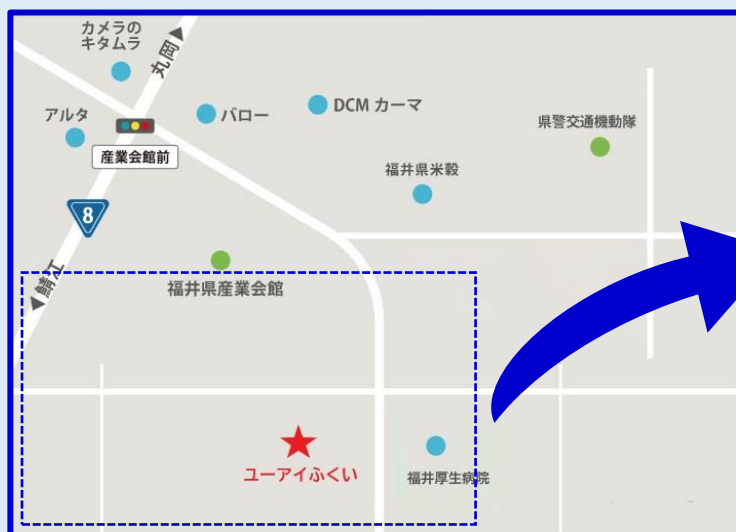 カメラの
キタムラ
丸岡
アルタ
バロー
DCM カーマ
県警交通機動隊
産業会館前
福井県米穀
8
鯖江
福井県産業会館
ユーアイふくい
福井厚生病院